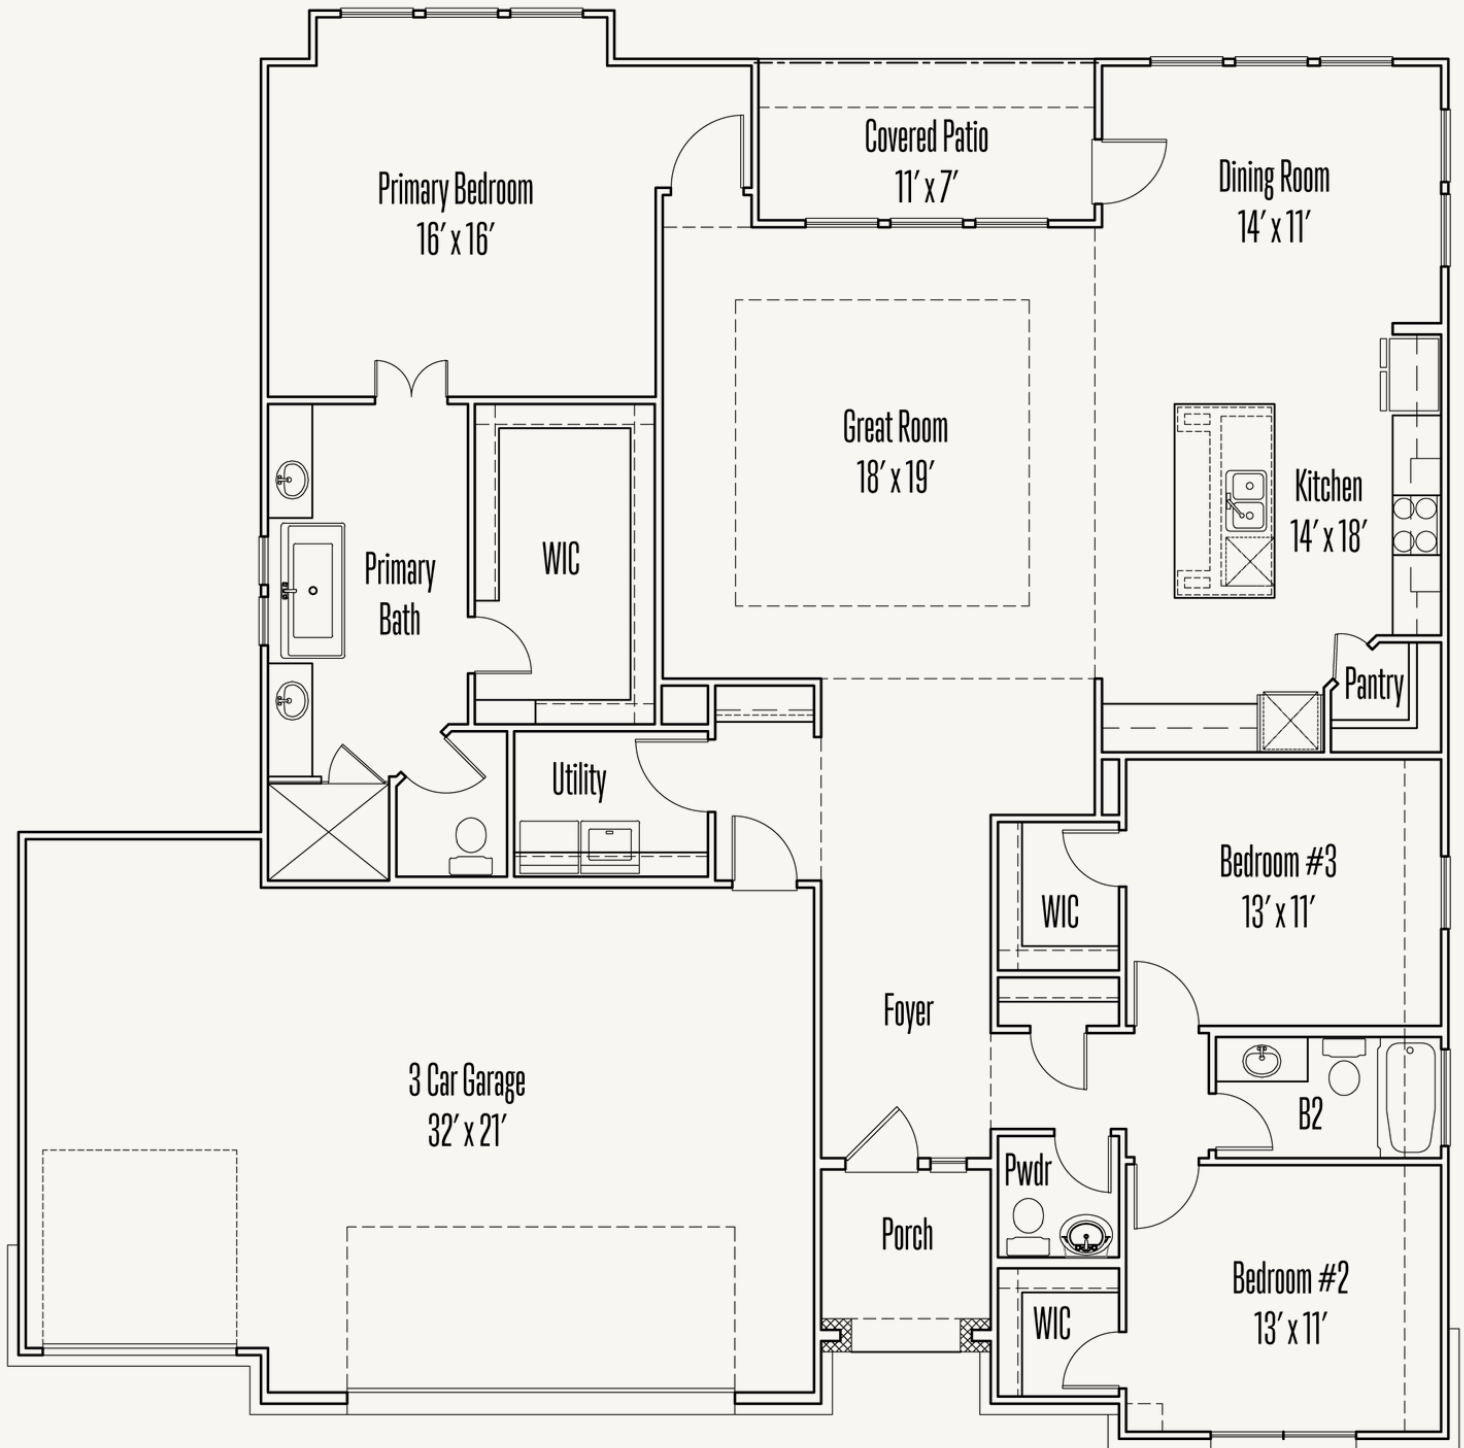 Covered Patio
11' x 7'
Primary Bedroom
16' x 16'
Dining Room
14' x 11'
Great Room
18' x 19'
Kitchen
14' x 18'
WIC
Primary
Bath
Pantry
Utility
Bedroom #3
13' x 11'
WIC
Foyer
3 Car Garage
32' x 21'
B2
Pwdr
Porch
Bedroom #2
13' x 11'
WIC